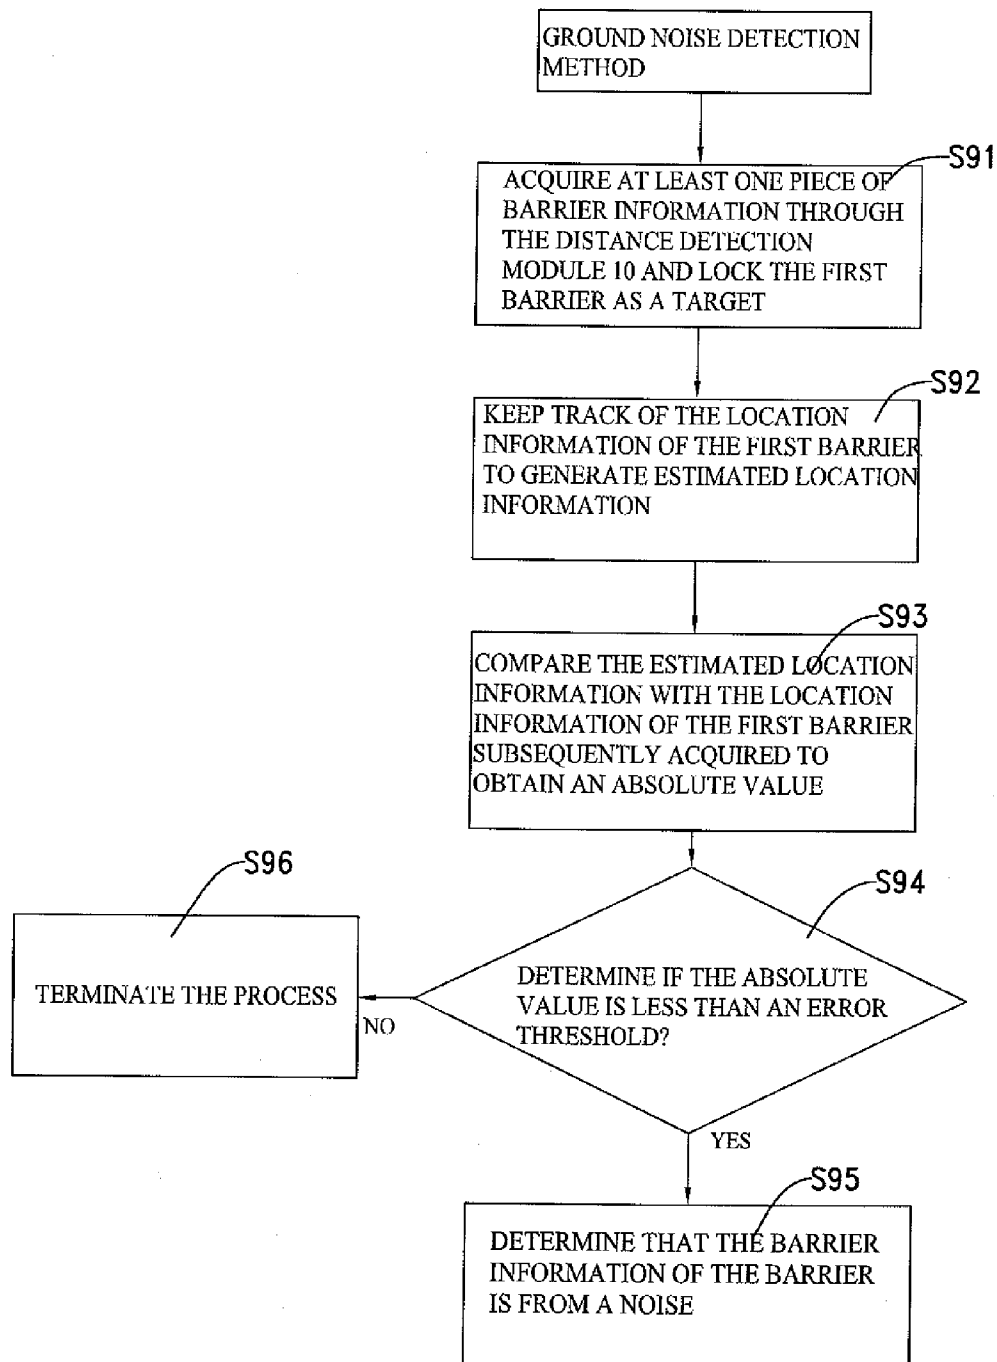 GROUND NOISE DETECTION
METHOD
S91
ACQUIRE AT LEAST ONE PIECE OF
BARRIER INFORMATION THROUGH
THE DISTANCE DETECTION
MODULE 10 AND LOCK THE FIRST
BARRIER AS A TARGET
S92
KEEP TRACK OF THE LOCATION
INFORMATION OF THE FIRST BARRIER
TO GENERATE ESTIMATED LOCATION
INFORMATION
S93
COMPARE THE ESTIMATED LOCATION
INFORMATION WITH THE LOCATION
INFORMATION OF THE FIRST BARRIER
SUBSEQUENTLY ACQUIRED TO
OBTAIN AN ABSOLUTE VALUE
S94
DETERMINE IF THE ABSOLUTE
VALUE IS LESS THAN AN ERROR
THRESHOLD?
NO
S96
TERMINATE THE PROCESS
YES
S95
DETERMINE THAT THE BARRIER
INFORMATION OF THE BARRIER
IS FROM A NOISE